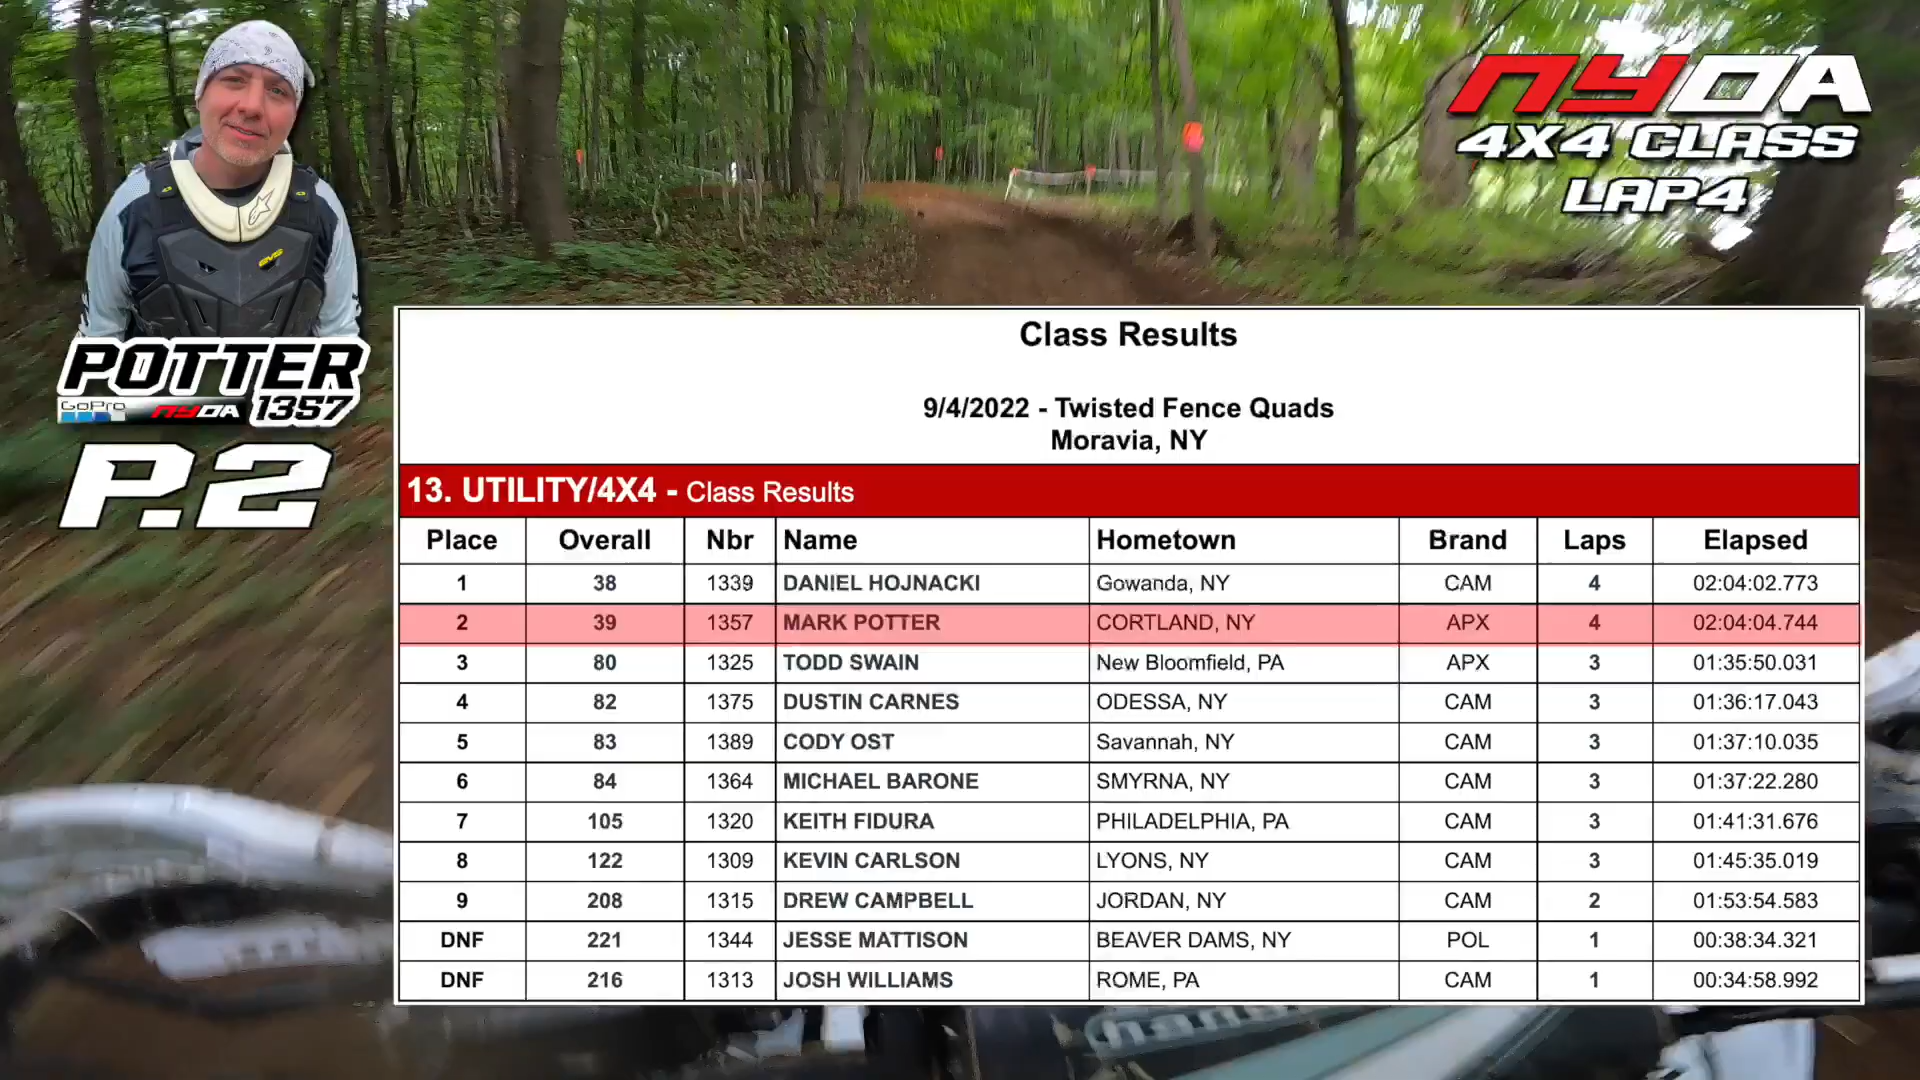 NYOA
4X4 CLASS
LAP4
EVS
POTTER
GoPro NYOA 1357
P.2
Class Results
9/4/2022 - Twisted Fence Quads
Moravia, NY
13. UTILITY/4X4 - Class Results
Place Overall Nbr Name Hometown Brand Laps Elapsed
1 38 1339 DANIEL HOJNACKI Gowanda, NY CAM 4 02:04:02.773
2 39 1357 MARK POTTER CORTLAND, NY APX 4 02:04:04.744
3 80 1325 TODD SWAIN New Bloomfield, PA APX 3 01:35:50.031
4 82 1375 DUSTIN CARNES ODESSA, NY CAM 3 01:36:17.043
5 83 1389 CODY OST Savannah, NY CAM 3 01:37:10.035
6 84 1364 MICHAEL BARONE SMYRNA, NY CAM 3 01:37:22.280
7 105 1320 KEITH FIDURA PHILADELPHIA, PA CAM 3 01:41:31.676
8 122 1309 KEVIN CARLSON LYONS, NY CAM 3 01:45:35.019
9 208 1315 DREW CAMPBELL JORDAN, NY CAM 2 01:53:54.583
DNF 221 1344 JESSE MATTISON BEAVER DAMS, NY POL 1 00:38:34.321
DNF 216 1313 JOSH WILLIAMS ROME, PA CAM 1 00:34:58.992